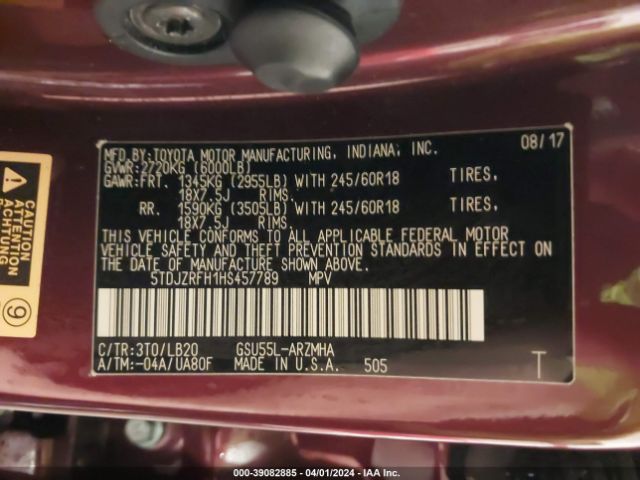 MFD.BY:TOYOTA MOTOR MANUFACTURING, INDIANA, INC. 08/17
GVWR:2720KG (6000LB)
GAWR:FRT. 1345KG (2955LB) WITH 245/60R18 TIRES,
18X7.5J RIMS.
RR. 1590KG (3505LB) WITH 245/60R18 TIRES,
18X7.5J RIMS.
THIS VEHICLE CONFORMS TO ALL APPLICABLE FEDERAL MOTOR
VEHICLE SAFETY AND THEFT PREVENTION STANDARDS IN EFFECT ON
THE DATE OF MANUFACTURE SHOWN ABOVE.
5TDJZRFH1HS457789 MPV
C/TR:3T0/LB20 GSU55L-ARZMHA
A/TM:-04A/UA80F MADE IN U.S.A. 505 T
CAUTION
ATTENTION
ACHTUNG
9
000-39082885 - 04/01/2024 - IAA Inc.